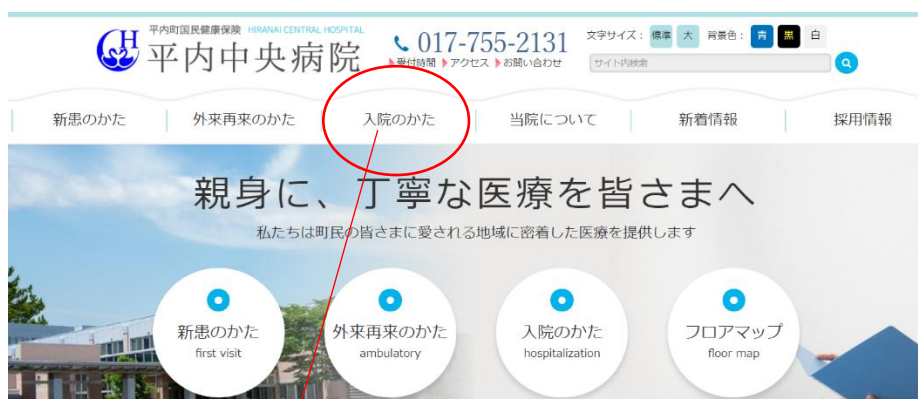 平内町国民健康保険 HIRANAI CENTRAL HOSPITAL
平内中央病院
017-755-2131
受付時間 アクセス お問い合わせ
文字サイズ： 標準 大 背景色： 青 黒 白
サイト内検索
新患のかた 外来再来のかた 入院のかた 当院について 新着情報 採用情報
親身に、丁寧な医療を皆さまへ
私たちは町民の皆さまに愛される地域に密着した医療を提供します
新患のかた
first visit
外来再来のかた
ambulatory
入院のかた
hospitalization
フロアマップ
floor map